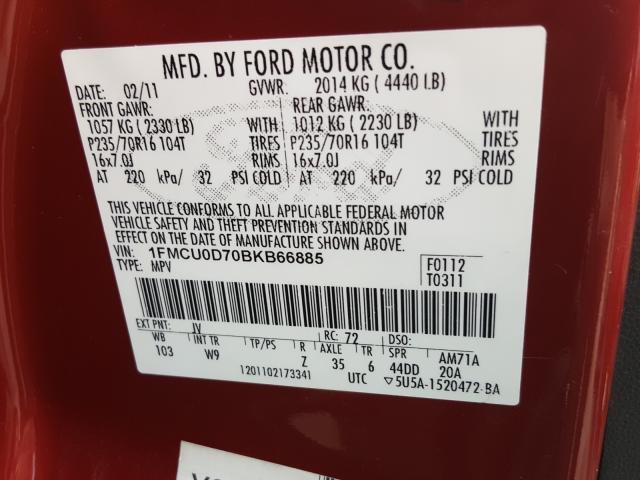 MFD. BY FORD MOTOR CO.
DATE: 02/11 GVWR: 2014 KG ( 4440 LB)
FRONT GAWR: REAR GAWR:
1057 KG ( 2330 LB) WITH 1012 KG ( 2230 LB) WITH
P235/70R16 104T TIRES P235/70R16 104T TIRES
16x7.0J RIMS 16x7.0J RIMS
AT 220 kPa/ 32 PSI COLD AT 220 kPa/ 32 PSI COLD
THIS VEHICLE CONFORMS TO ALL APPLICABLE FEDERAL MOTOR
VEHICLE SAFETY AND THEFT PREVENTION STANDARDS IN
EFFECT ON THE DATE OF MANUFACTURE SHOWN ABOVE.
VIN: 1FMCU0D70BKB66885
TYPE: MPV
F0112
T0311
EXT PNT: JV RC: 72 DSO:
WB INT TR TP/PS R AXLE TR SPR AM71A
103 W9 Z 35 6 44DD 20A
1201102173341 UTC ▽5U5A-1520472-BA